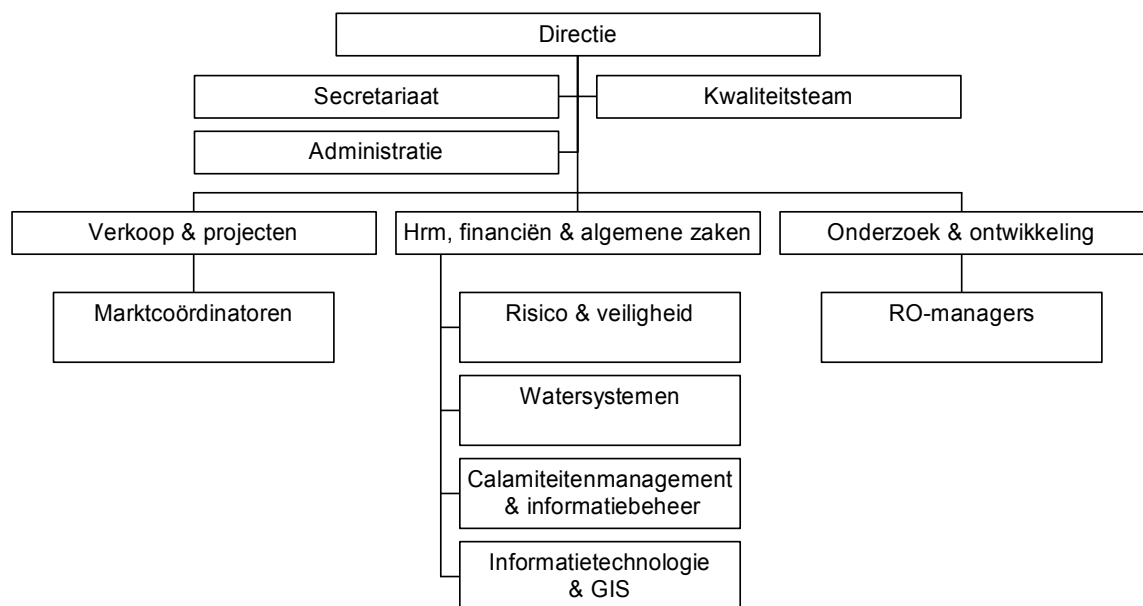 Directie
Secretariaat
Kwaliteitsteam
Administratie
Verkoop & projecten
Hrm, financiën & algemene zaken
Onderzoek & ontwikkeling
Marktcoördinatoren
Risico & veiligheid
RO-managers
Watersystemen
Calamiteitenmanagement
& informatiebeheer
Informatietechnologie
& GIS